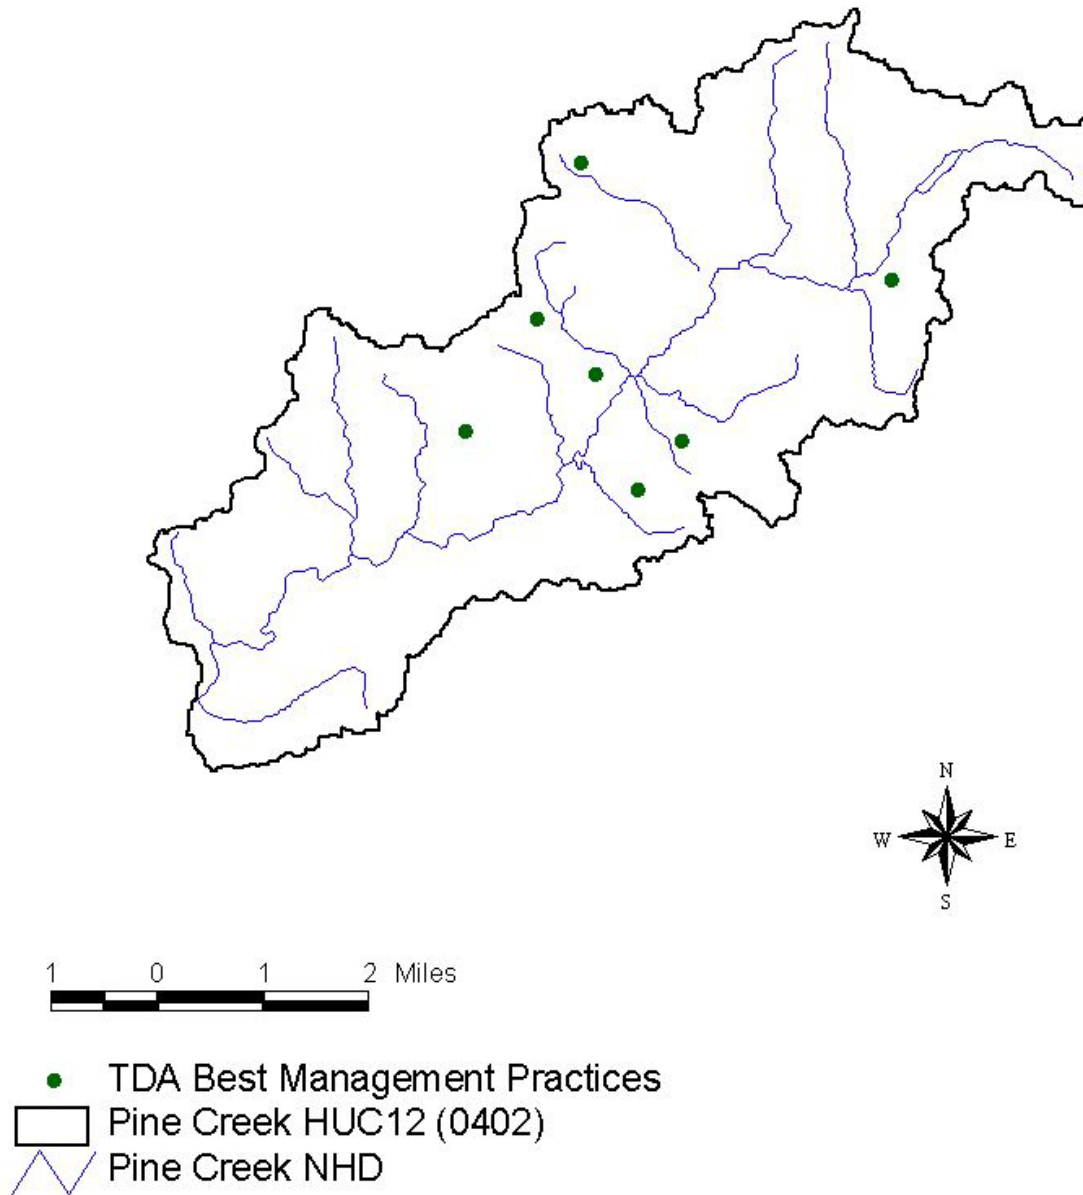 N
W E
S
1 0 1 2 Miles
TDA Best Management Practices
Pine Creek HUC12 (0402)
Pine Creek NHD